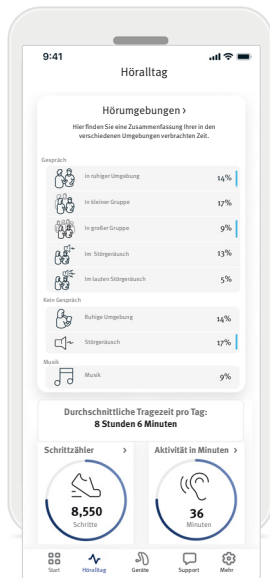 9:41
Höralltag
Hörumgebungen >
Hier finden Sie eine Zusammenfassung Ihrer in den
verschiedenen Umgebungen verbrachten Zeit.
Gespräch
In ruhiger Umgebung 14%
In kleiner Gruppe 17%
In großer Gruppe 9%
Im Störgeräusch 13%
Im lauten Störgeräusch 5%
Kein Gespräch
Ruhige Umgebung 14%
Störgeräusch 17%
Musik
Musik 9%
Durchschnittliche Tragezeit pro Tag:
8 Stunden 6 Minuten
Schrittzähler > Aktivität in Minuten >
8,550 36
Schritte Minuten
Start Höralltag Geräte Support Mehr